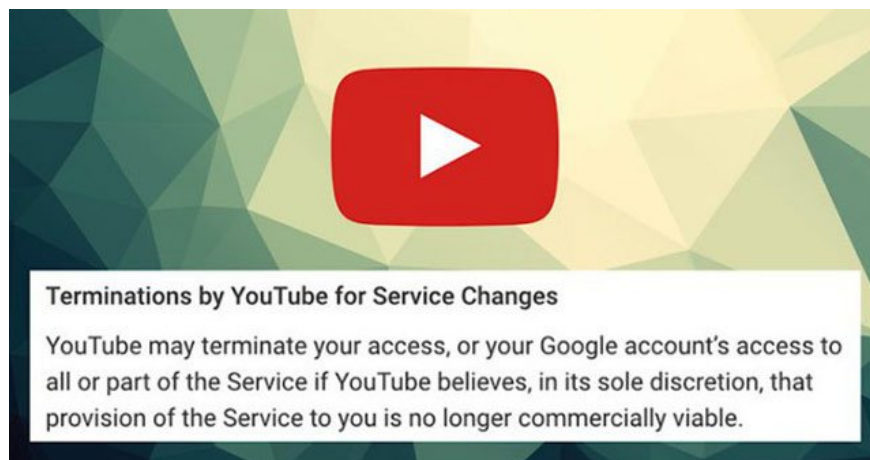 Terminations by YouTube for Service Changes
YouTube may terminate your access, or your Google account’s access to
all or part of the Service if YouTube believes, in its sole discretion, that
provision of the Service to you is no longer commercially viable.